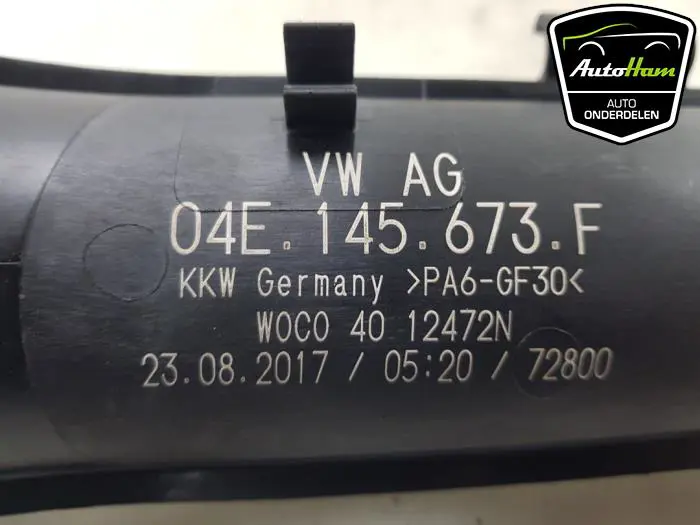 AutoHam
AUTO
ONDERDELEN
VW AG
04E.145.673.F
KKW Germany >PA6-GF30<
WOCO 40 12472N
23.08.2017 / 05:20 / 72800